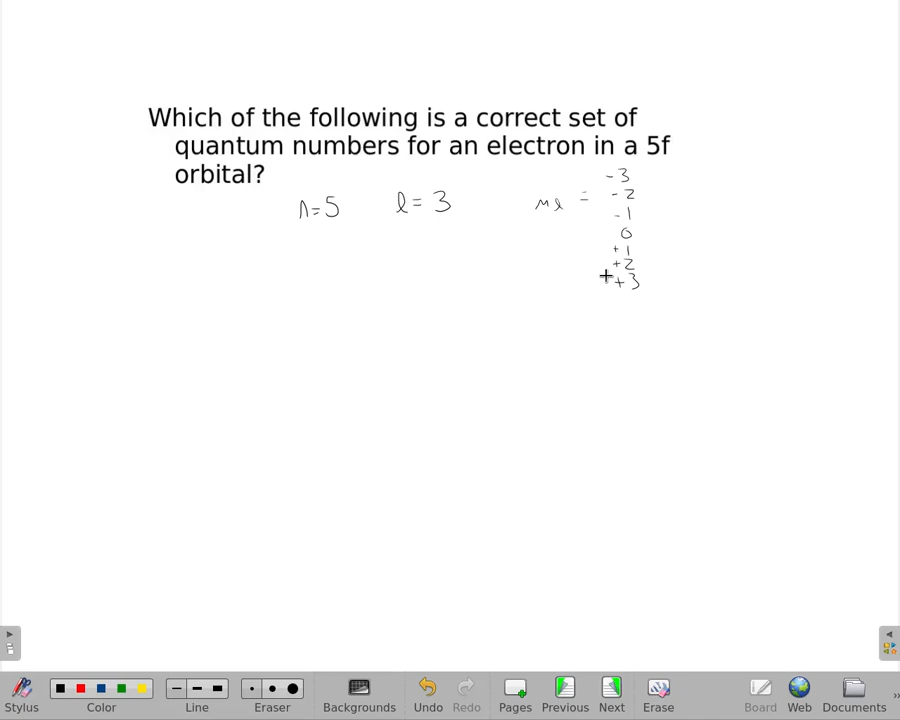 Which of the following is a correct set of
quantum numbers for an electron in a 5f
orbital?
n=5 l=3 ml = -3
-2
-1
0
+1
+2
+3
Stylus Color Line Eraser Backgrounds Undo Redo Pages Previous Next Erase Board Web Documents